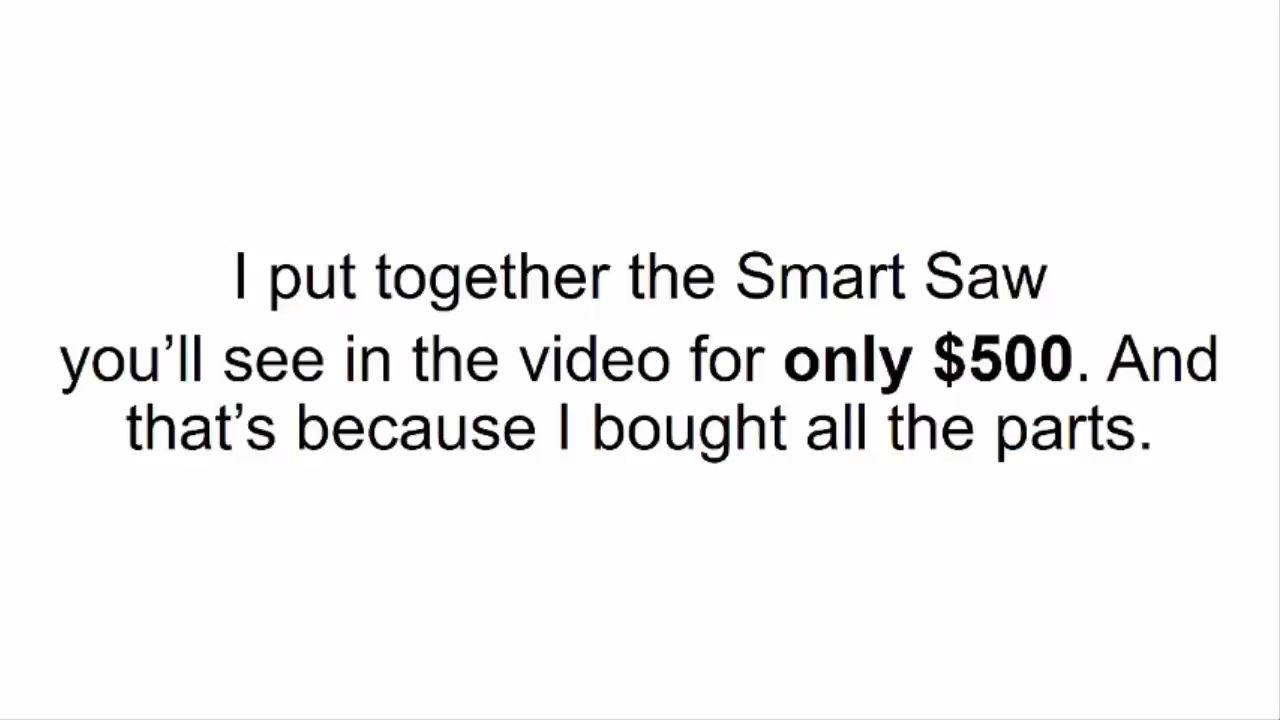 I put together the Smart Saw
you’ll see in the video for only $500. And
that’s because I bought all the parts.